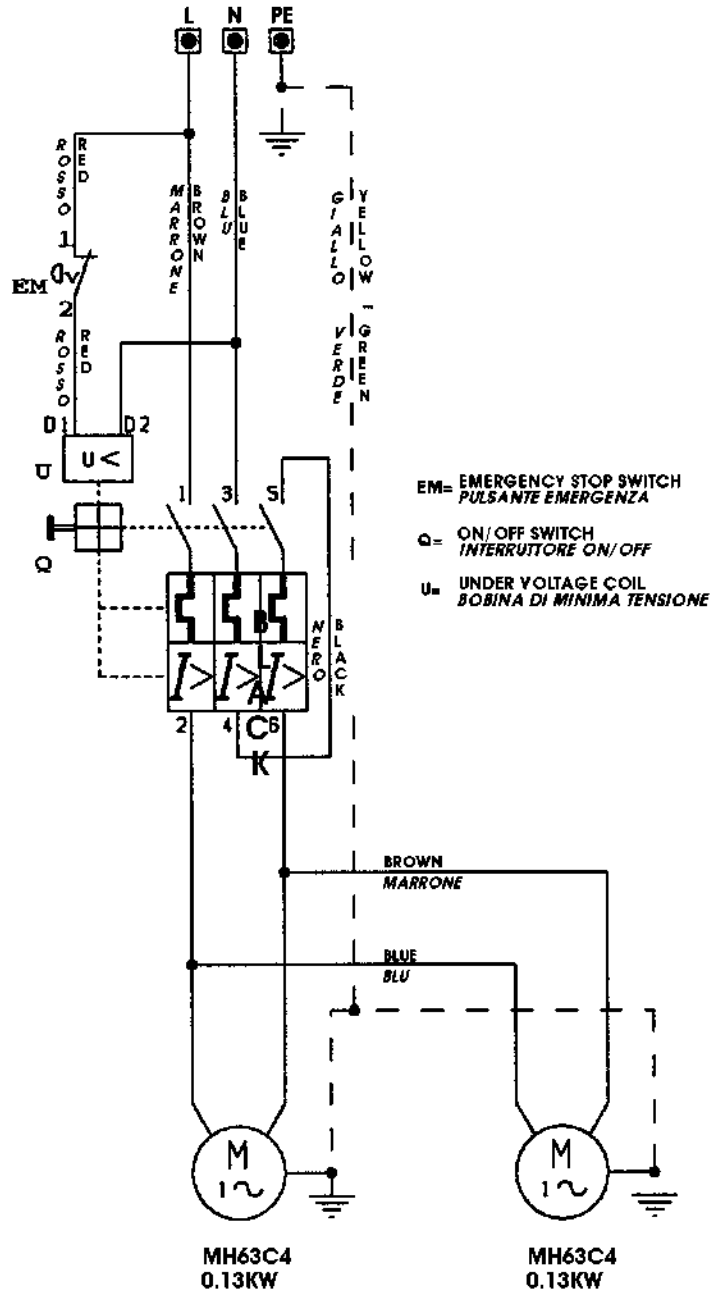 L N PE
ROSSO
RED
MARRONE
BROWN
BLU
BLUE
GIALLO VERDE
YELLOW - GREEN
1
EM
2
ROSSO
RED
D1 D2
U<
U
1 3 5
Q
EM= EMERGENCY STOP SWITCH
PULSANTE EMERGENZA
Q= ON/OFF SWITCH
INTERRUTTORE ON/OFF
U= UNDER VOLTAGE COIL
BOBINA DI MINIMA TENSIONE
NERO
BLACK
BLACK
I> I> I>
2 4 6
BROWN
MARRONE
BLUE
BLU
M
1~
M
1~
MH63C4
0.13KW
MH63C4
0.13KW